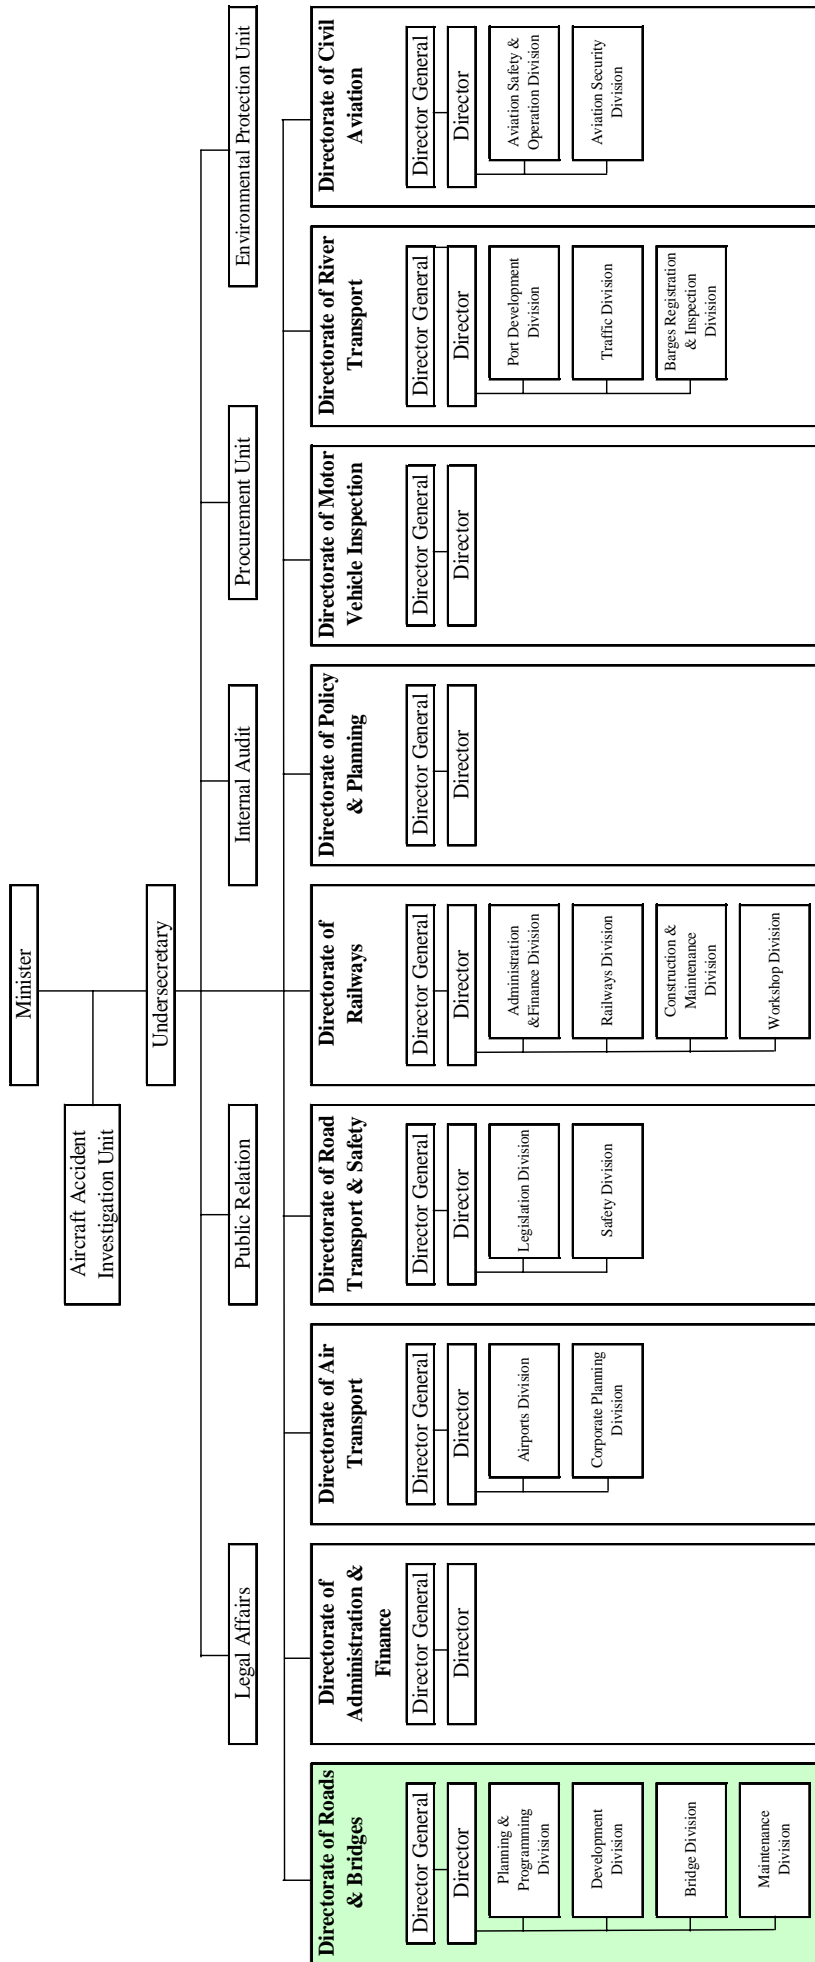 Minister
Aircraft Accident
Investigation Unit
Undersecretary
Legal Affairs
Public Relation
Internal Audit
Procurement Unit
Environmental Protection Unit
Directorate of Roads
& Bridges
Director General
Director
Planning &
Programming
Division
Development
Division
Bridge Division
Maintenance
Division
Directorate of
Administration &
Finance
Director General
Director
Directorate of Air
Transport
Director General
Director
Airports Division
Corporate Planning
Division
Directorate of Road
Transport & Safety
Director General
Director
Legislation Division
Safety Division
Directorate of
Railways
Director General
Director
Administration
&Finance Division
Railways Division
Construction &
Maintenance
Division
Workshop Division
Directorate of Policy
& Planning
Director General
Director
Directorate of Motor
Vehicle Inspection
Director General
Director
Directorate of River
Transport
Director General
Director
Port Development
Division
Traffic Division
Barges Registration
& Inspection
Division
Directorate of Civil
Aviation
Director General
Director
Aviation Safety &
Operation Division
Aviation Security
Division